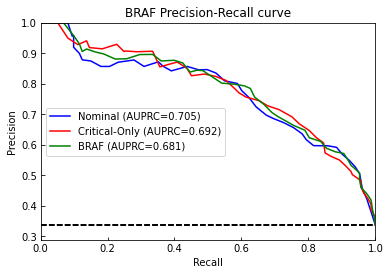 BRAF Precision-Recall curve
1.0
0.9
0.8
0.7
0.6
0.5
0.4
0.3
Precision
Nominal (AUPRC=0.705)
Critical-Only (AUPRC=0.692)
BRAF (AUPRC=0.681)
0.0 0.2 0.4 0.6 0.8 1.0
Recall